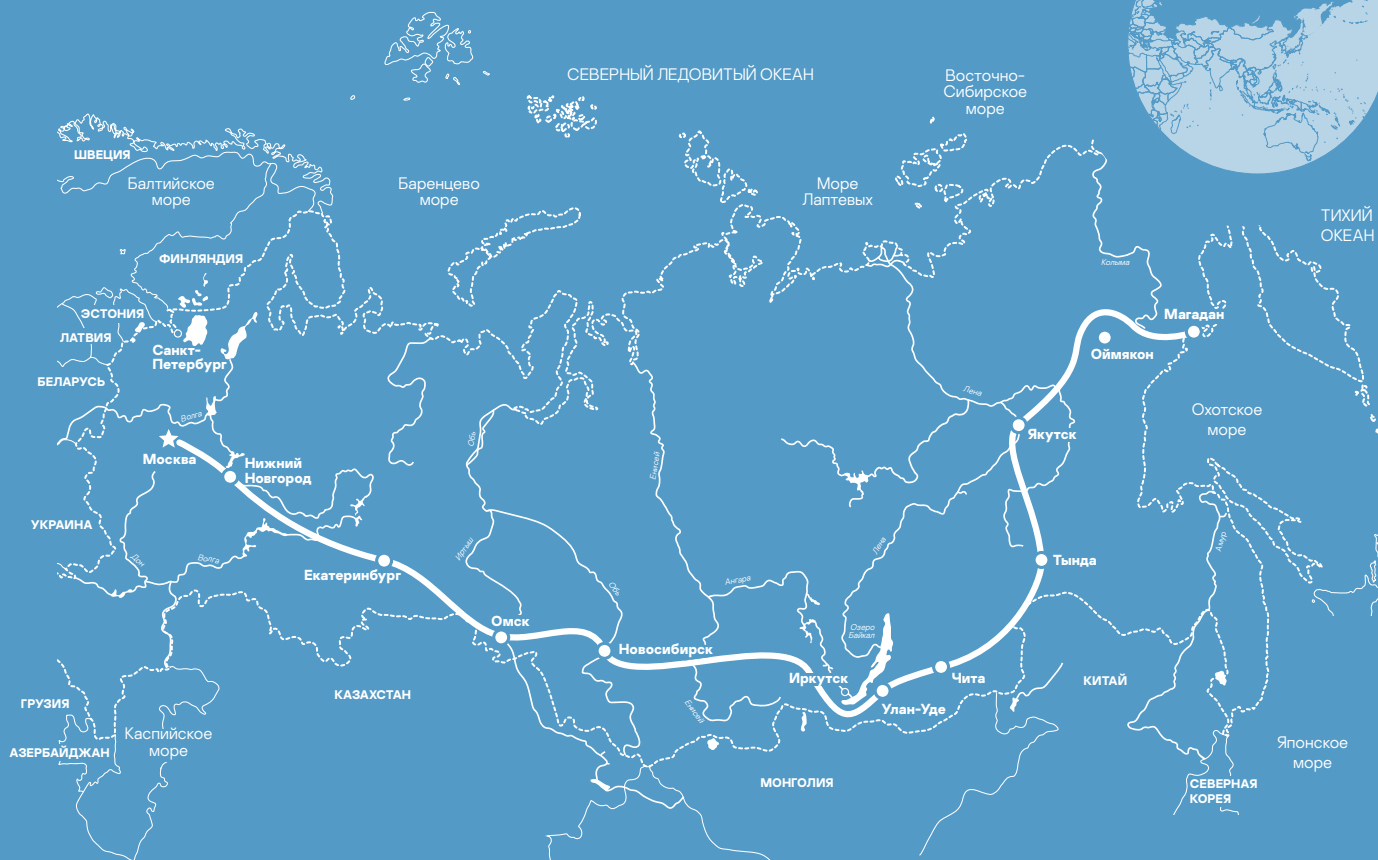 СЕВЕРНЫЙ ЛЕДОВИТЫЙ ОКЕАН
Восточно-
Сибирское
море
ШВЕЦИЯ
Балтийское
море
Баренцево
море
Море
Лаптевых
ТИХИЙ
ОКЕАН
ФИНЛЯНДИЯ
Колыма
ЭСТОНИЯ
Магадан
ЛАТВИЯ
Санкт-
Петербург
Оймякон
БЕЛАРУСЬ
Лена
Волга
Охотское
море
Обь
Якутск
Москва
Нижний
Новгород
Енисей
УКРАИНА
Дон
Волга
Иртыш
Лена
Амур
Екатеринбург
Тында
Обь
Ангара
Омск
Озеро
Байкал
Новосибирск
Иркутск
Чита
КИТАЙ
КАЗАХСТАН
ГРУЗИЯ
Енисей
Улан-Уде
Каспийское
море
АЗЕРБАЙДЖАН
Японское
море
МОНГОЛИЯ
СЕВЕРНАЯ
КОРЕЯ